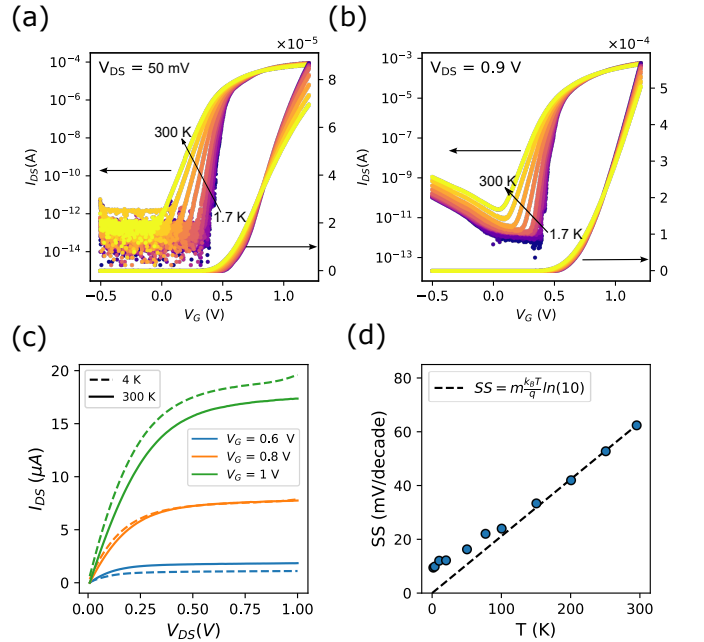 (a)
×10⁻⁵
V_DS = 50 mV
10⁻⁴
10⁻⁶
10⁻⁸
10⁻¹⁰
10⁻¹²
10⁻¹⁴
I_DS(A)
300 K
1.7 K
8
6
4
2
0
−0.5 0.0 0.5 1.0
V_G (V)
(b)
×10⁻⁴
V_DS = 0.9 V
10⁻³
10⁻⁵
10⁻⁷
10⁻⁹
10⁻¹¹
10⁻¹³
I_DS(A)
300 K
1.7 K
5
4
3
2
1
0
−0.5 0.0 0.5 1.0
V_G (V)
(c)
20
15
10
5
0
I_DS (μA)
4 K
300 K
V_G = 0.6 V
V_G = 0.8 V
V_G = 1 V
0.00 0.25 0.50 0.75 1.00
V_DS(V)
(d)
80
60
40
20
0
SS (mV/decade)
SS = m k_BT/q ln(10)
0 100 200 300
T (K)